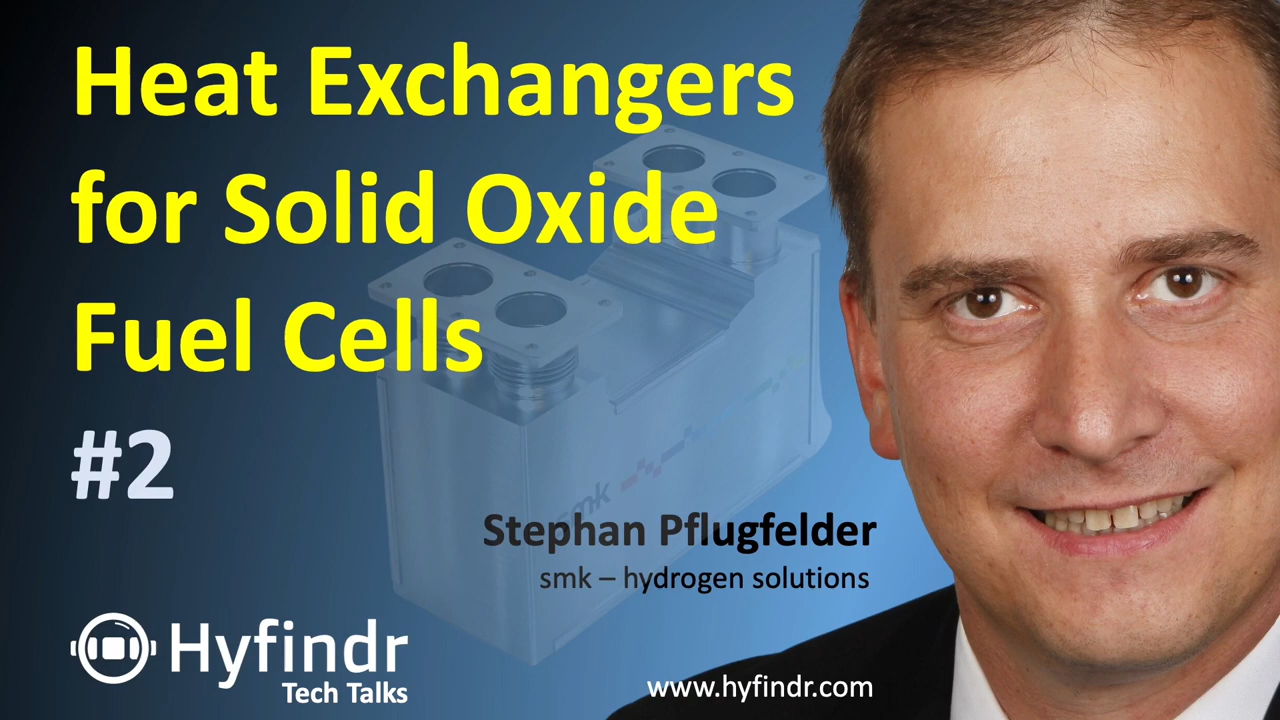 Heat Exchangers
for Solid Oxide
Fuel Cells
#2
smk
Stephan Pflugfelder
smk – hydrogen solutions
Hyfindr
Tech Talks
www.hyfindr.com